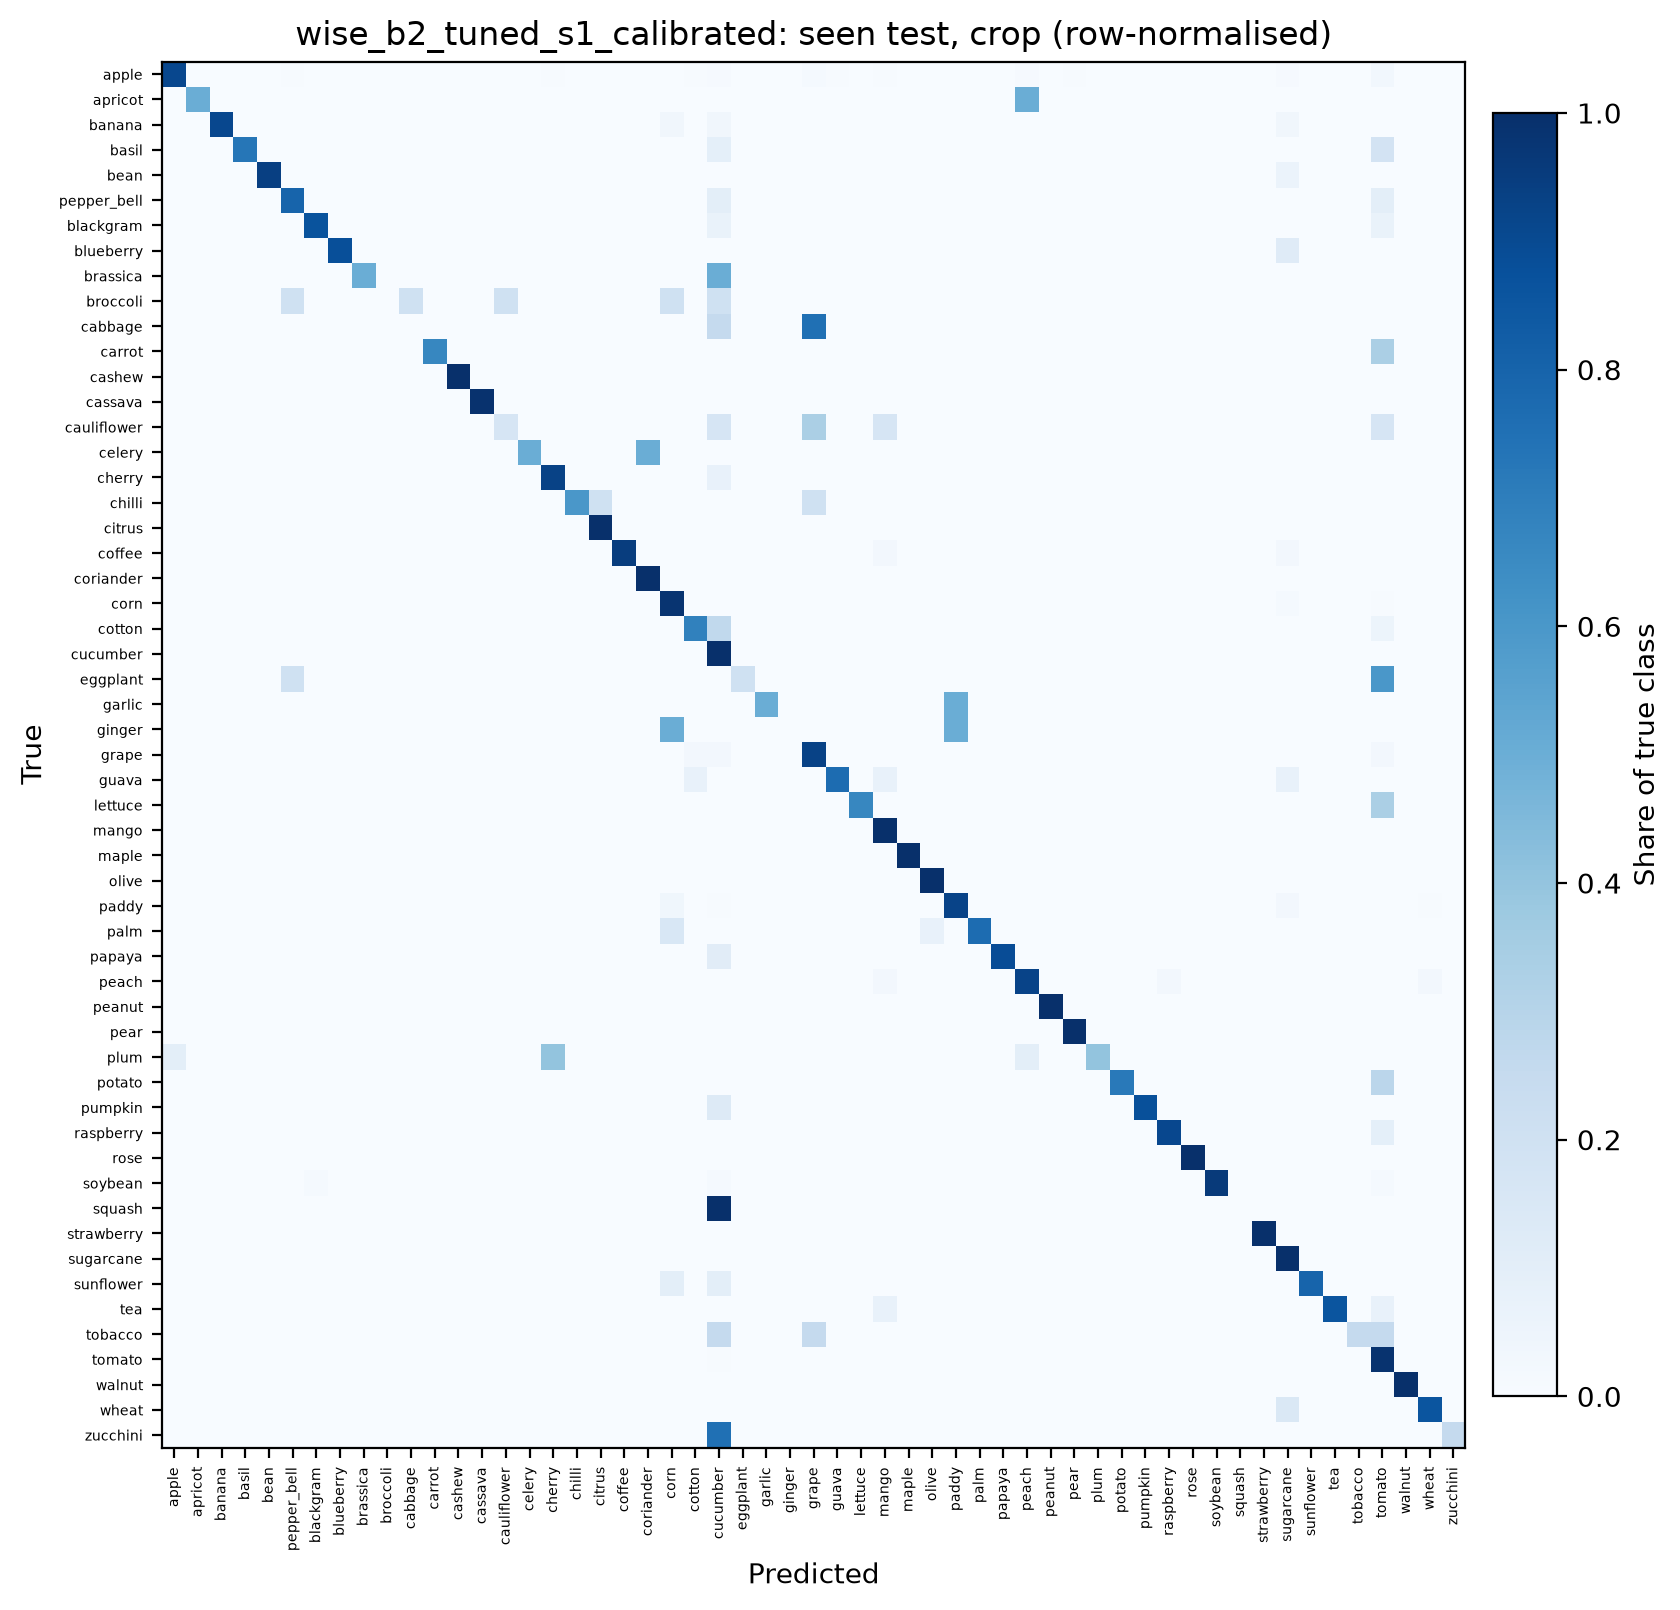 wise_b2_tuned_s1_calibrated: seen test, crop (row-normalised)
True
apple
apricot
banana
basil
bean
pepper_bell
blackgram
blueberry
brassica
broccoli
cabbage
carrot
cashew
cassava
cauliflower
celery
cherry
chilli
citrus
coffee
coriander
corn
cotton
cucumber
eggplant
garlic
ginger
grape
guava
lettuce
mango
maple
olive
paddy
palm
papaya
peach
peanut
pear
plum
potato
pumpkin
raspberry
rose
soybean
squash
strawberry
sugarcane
sunflower
tea
tobacco
tomato
walnut
wheat
zucchini
apple
apricot
banana
basil
bean
pepper_bell
blackgram
blueberry
brassica
broccoli
cabbage
carrot
cashew
cassava
cauliflower
celery
cherry
chilli
citrus
coffee
coriander
corn
cotton
cucumber
eggplant
garlic
ginger
grape
guava
lettuce
mango
maple
olive
paddy
palm
papaya
peach
peanut
pear
plum
potato
pumpkin
raspberry
rose
soybean
squash
strawberry
sugarcane
sunflower
tea
tobacco
tomato
walnut
wheat
zucchini
Predicted
1.0
0.8
0.6
0.4
0.2
0.0
Share of true class